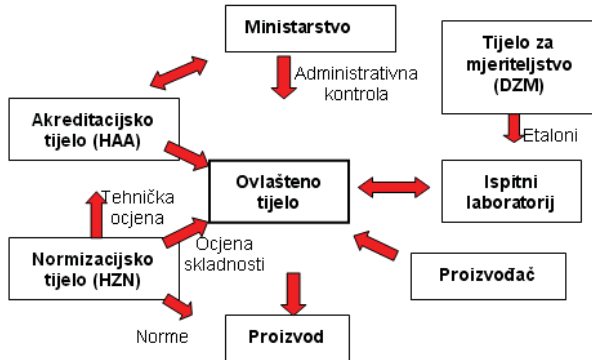 Ministarstvo
Tijelo za
mjeriteljstvo
(DZM)
Administrativna
kontrola
Akreditacijsko
tijelo (HAA)
Etaloni
Ovlašteno
tijelo
Ispitni
laboratorij
Tehnička
ocjena
Ocjena
skladnosti
Normizacijsko
tijelo (HZN)
Proizvođač
Norme
Proizvod